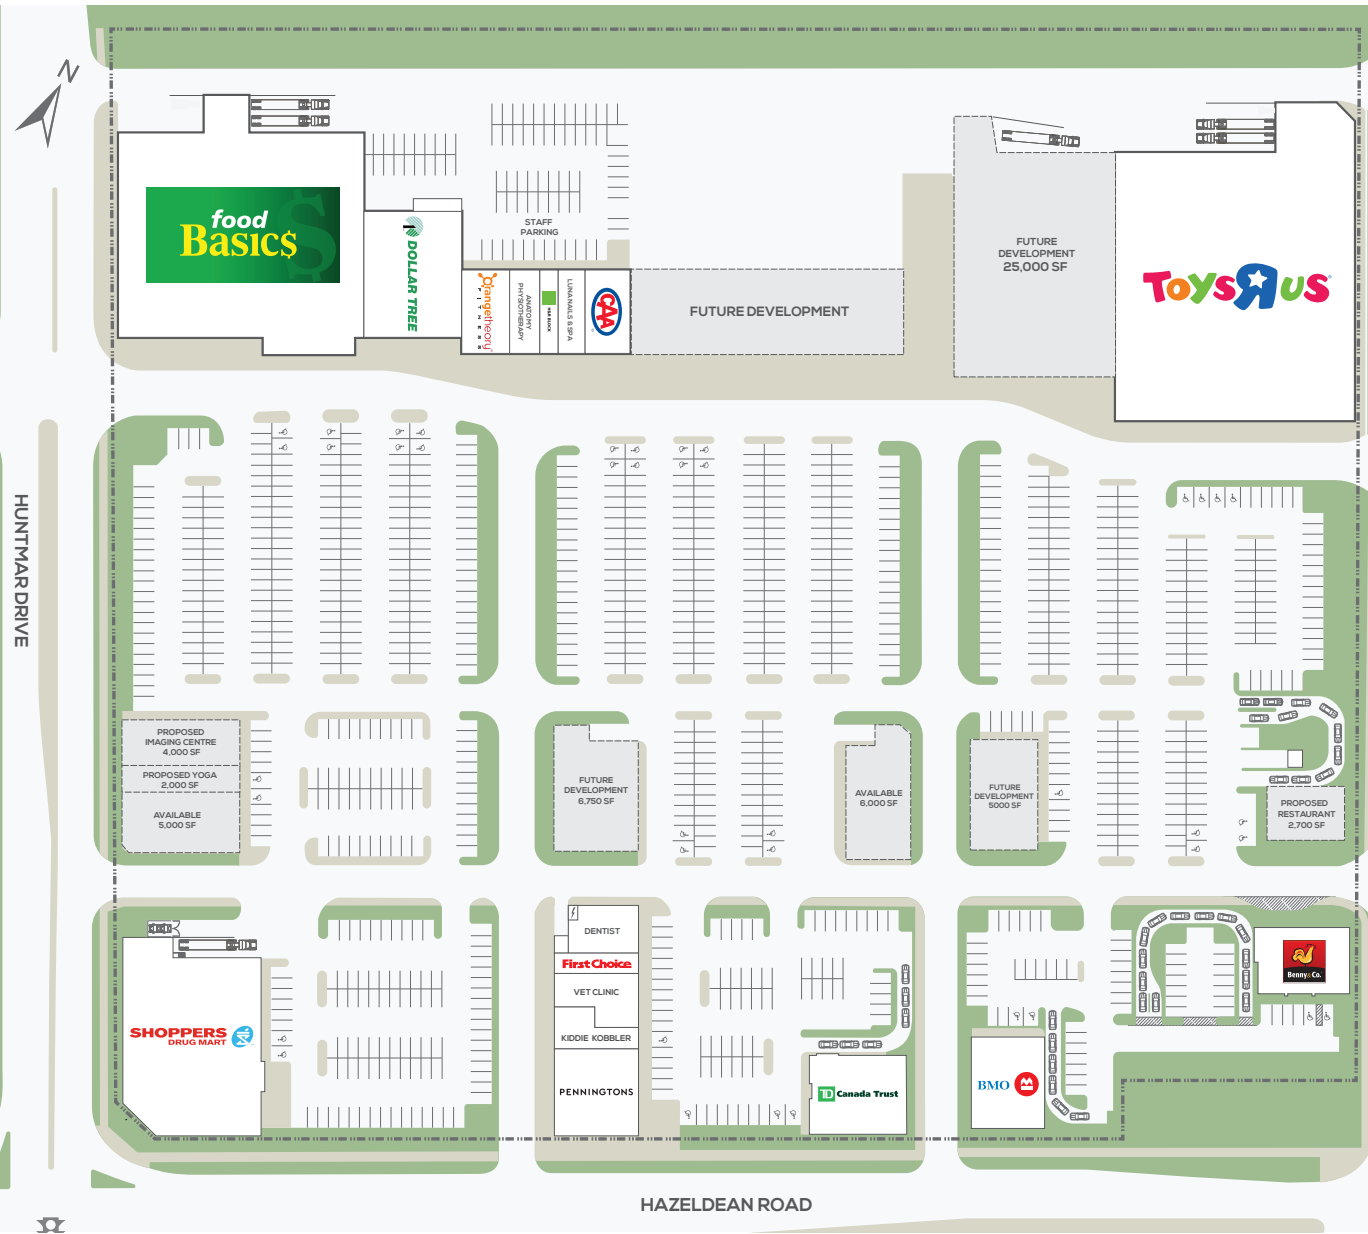 N
food
Basic$
$
DOLLAR TREE
Orangetheory®
FITNESS
ANATOMY
PHYSIOTHERAPY
H&R BLOCK
LUNA NAILS & SPA
CAA
STAFF
PARKING
FUTURE DEVELOPMENT
FUTURE
DEVELOPMENT
25,000 SF
TOYSRUS
HUNTMAR DRIVE
PROPOSED
IMAGING CENTRE
4,000 SF
PROPOSED YOGA
2,000 SF
AVAILABLE
5,000 SF
FUTURE
DEVELOPMENT
6,750 SF
AVAILABLE
6,000 SF
FUTURE
DEVELOPMENT
5000 SF
PROPOSED
RESTAURANT
2,700 SF
SHOPPERS
DRUG MART
DENTIST
First Choice
VET CLINIC
KIDDIE KOBBLER
PENNINGTONS
TD Canada Trust
BMO
Benny&Co.
HAZELDEAN ROAD